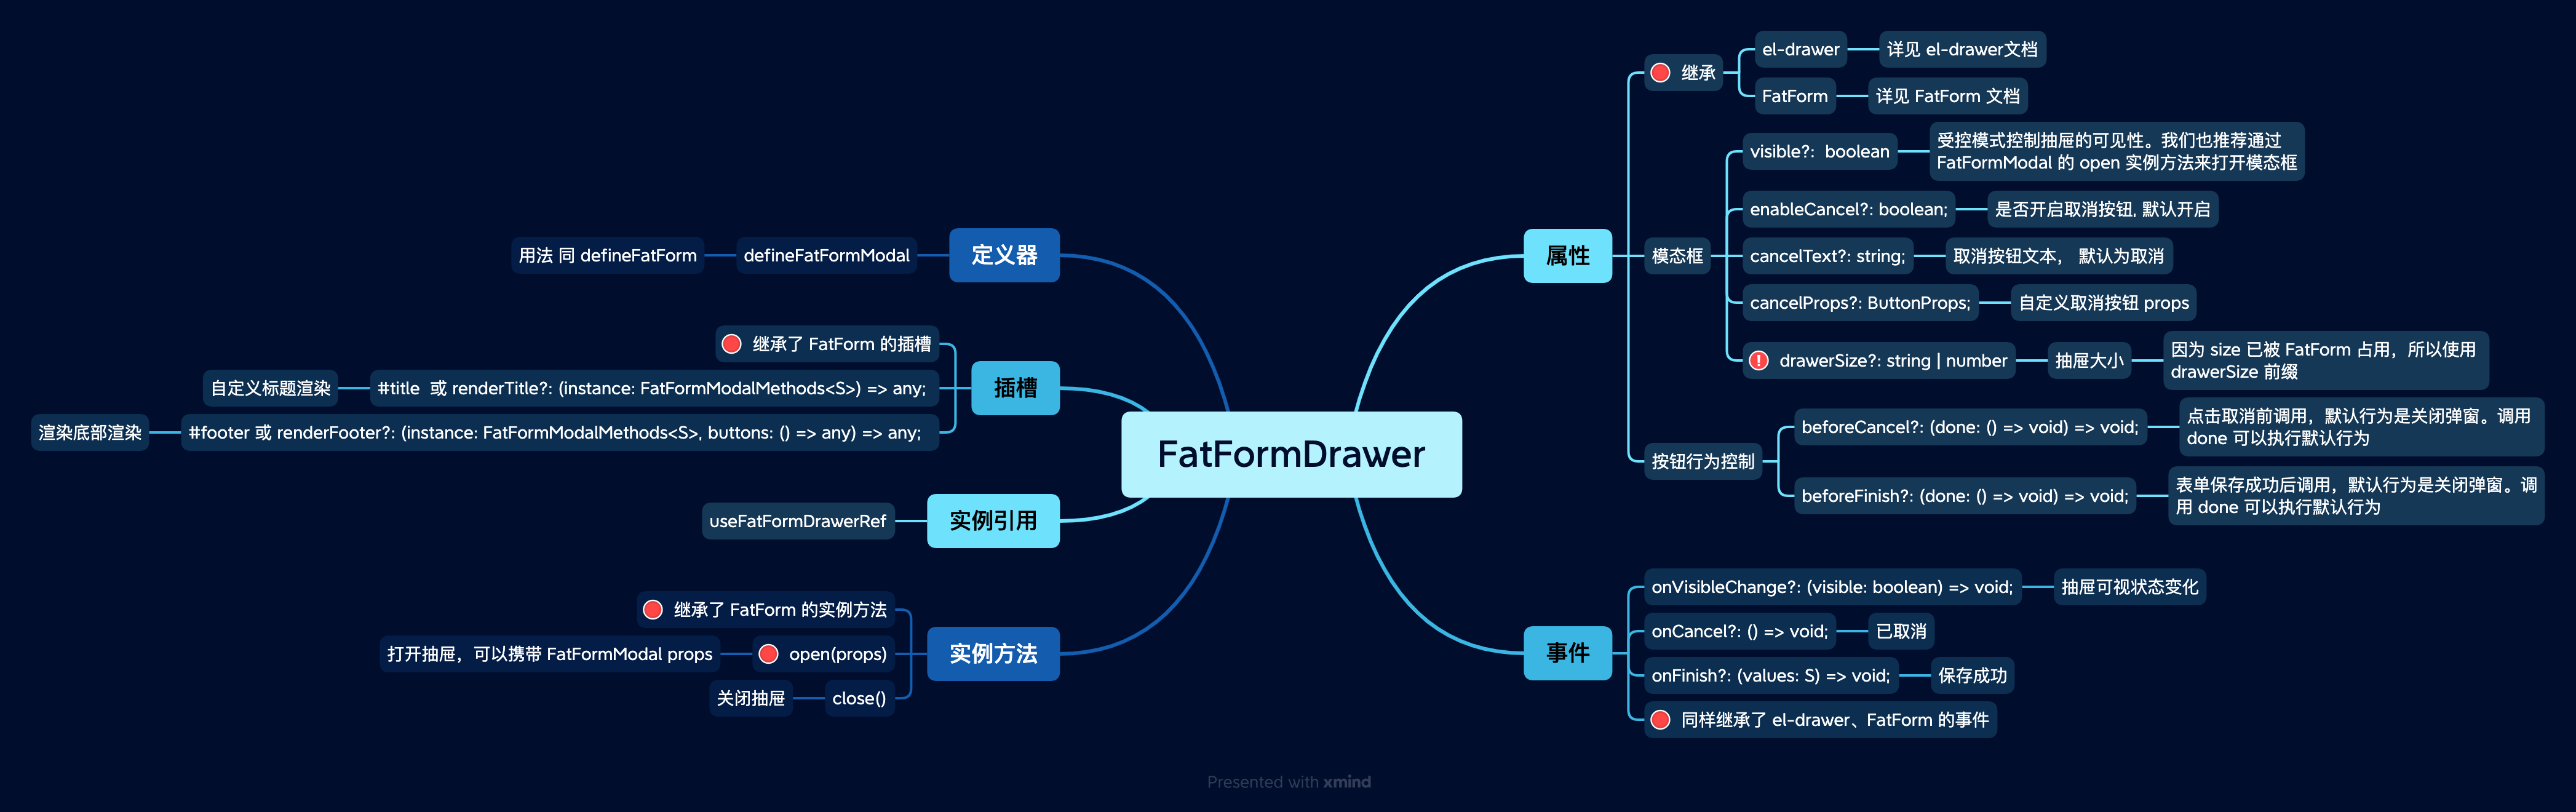 FatFormDrawer
属性
继承
el-drawer
详见 el-drawer文档
FatForm
详见 FatForm 文档
模态框
visible?:  boolean
受控模式控制抽屉的可见性。我们也推荐通过
FatFormModal 的 open 实例方法来打开模态框
enableCancel?: boolean;
是否开启取消按钮, 默认开启
cancelText?: string;
取消按钮文本， 默认为取消
cancelProps?: ButtonProps;
自定义取消按钮 props
drawerSize?: string | number
抽屉大小
因为 size 已被 FatForm 占用，所以使用
drawerSize 前缀
按钮行为控制
beforeCancel?: (done: () => void) => void;
点击取消前调用，默认行为是关闭弹窗。调用
done 可以执行默认行为
beforeFinish?: (done: () => void) => void;
表单保存成功后调用，默认行为是关闭弹窗。调
用 done 可以执行默认行为
事件
onVisibleChange?: (visible: boolean) => void;
抽屉可视状态变化
onCancel?: () => void;
已取消
onFinish?: (values: S) => void;
保存成功
同样继承了 el-drawer、FatForm 的事件
定义器
defineFatFormModal
用法 同 defineFatForm
插槽
继承了 FatForm 的插槽
#title  或 renderTitle?: (instance: FatFormModalMethods<S>) => any;
自定义标题渲染
#footer 或 renderFooter?: (instance: FatFormModalMethods<S>, buttons: () => any) => any;
渲染底部渲染
实例引用
useFatFormDrawerRef
实例方法
继承了 FatForm 的实例方法
open(props)
打开抽屉，可以携带 FatFormModal props
close()
关闭抽屉
Presented with xmind